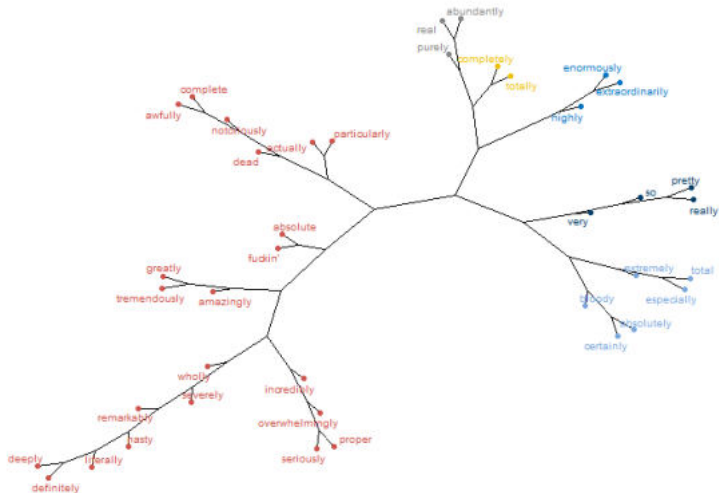 abundantly
real
purely
completely
totally
enormously
extraordinarily
highly
complete
awfully
notoriously
actually
particularly
dead
pretty
so
really
very
absolute
fuckin'
extremely
total
especially
bloody
absolutely
certainly
greatly
tremendously
amazingly
wholly
severely
incredibly
remarkably
overwhelmingly
nasty
proper
literally
seriously
deeply
definitely